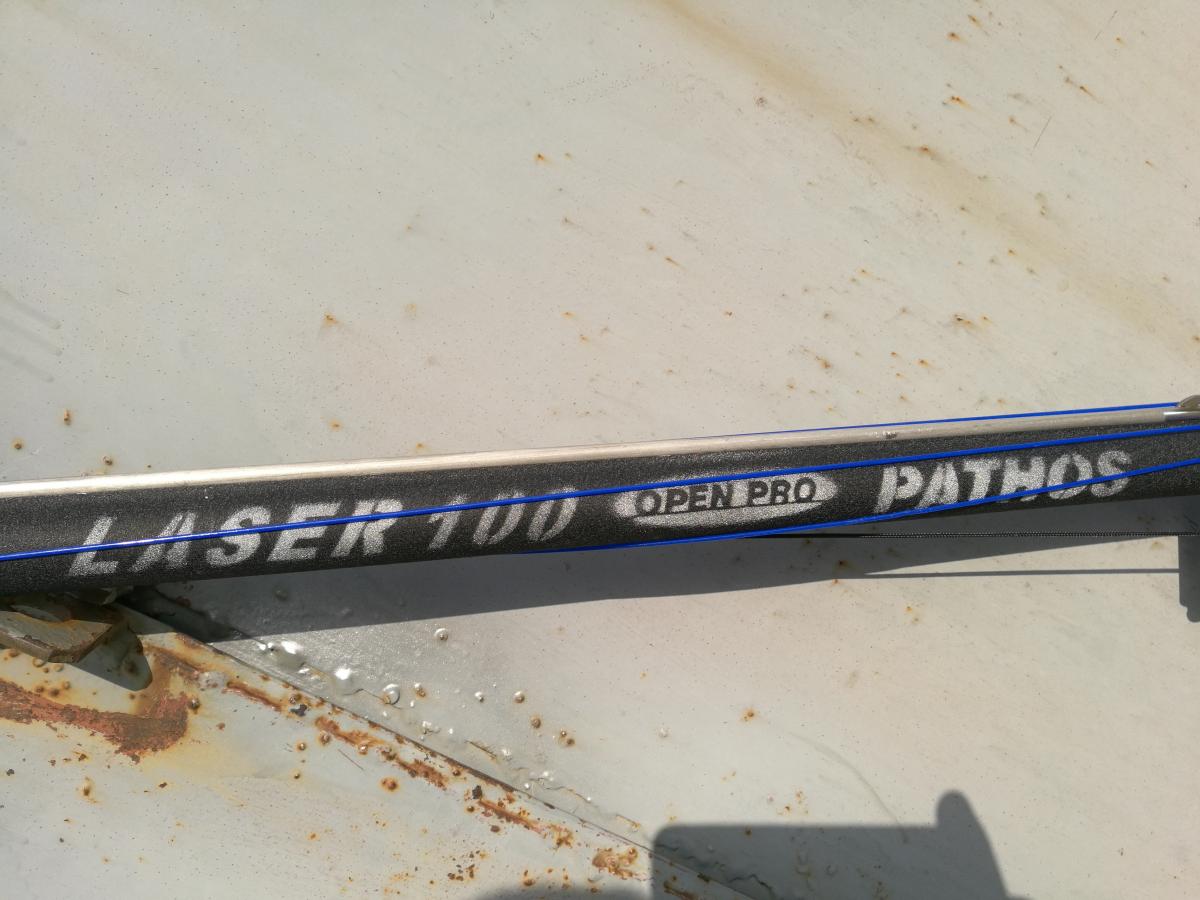 LASER 100 OPEN PRO PATHOS